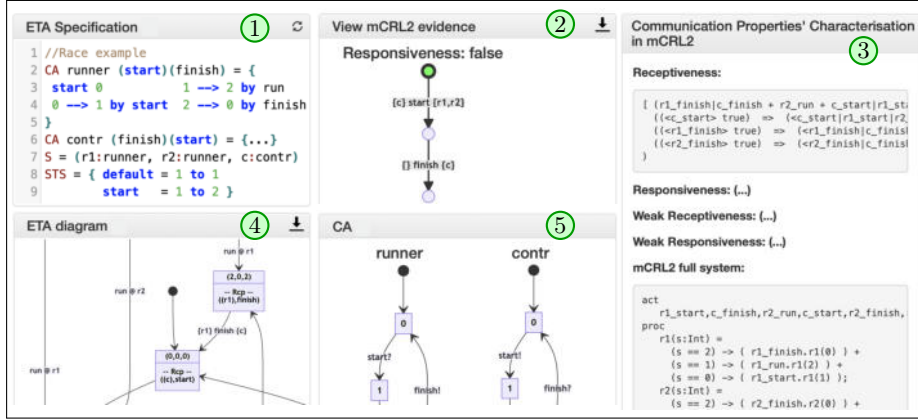 ETA Specification
1
1 //Race example
2 CA runner (start)(finish) = {
3 start 0 1 --> 2 by run
4 0 --> 1 by start 2 --> 0 by finish
5 }
6 CA contr (finish)(start) = {...}
7 S = (r1:runner, r2:runner, c:contr)
8 STS = { default = 1 to 1
9 start = 1 to 2 }
View mCRL2 evidence
2
Responsiveness: false
{c} start {r1,r2}
{} finish {c}
Communication Properties' Characterisation
in mCRL2
3
Receptiveness:
[ (r1_finish|c_finish + r2_run + c_start|r1_sta
((<c_start> true) => (<c_start|r1_start|r2_
((<r1_finish> true) => (<r1_finish|c_finish
((<r2_finish> true) => (<r2_finish|c_finish
)
Responsiveness: (...)
Weak Receptiveness: (...)
Weak Responsiveness: (...)
mCRL2 full system:
act
r1_start,c_finish,r2_run,c_start,r2_finish,
proc
r1(s:Int) =
(s == 2) -> ( r1_finish.r1(0) ) +
(s == 1) -> ( r1_run.r1(2) ) +
(s == 0) -> ( r1_start.r1(1) );
r2(s:Int) =
(s == 2) -> ( r2_finish.r2(0) ) +
ETA diagram
4
run @ r1
(2,0,2)
-- Rcp --
({r1},finish)
run @ r2
{r1} finish {c}
(0,0,0)
-- Rcp --
({c},start)
run @ r1
CA
5
runner
contr
0
0
start?
start!
1
finish!
1
finish?